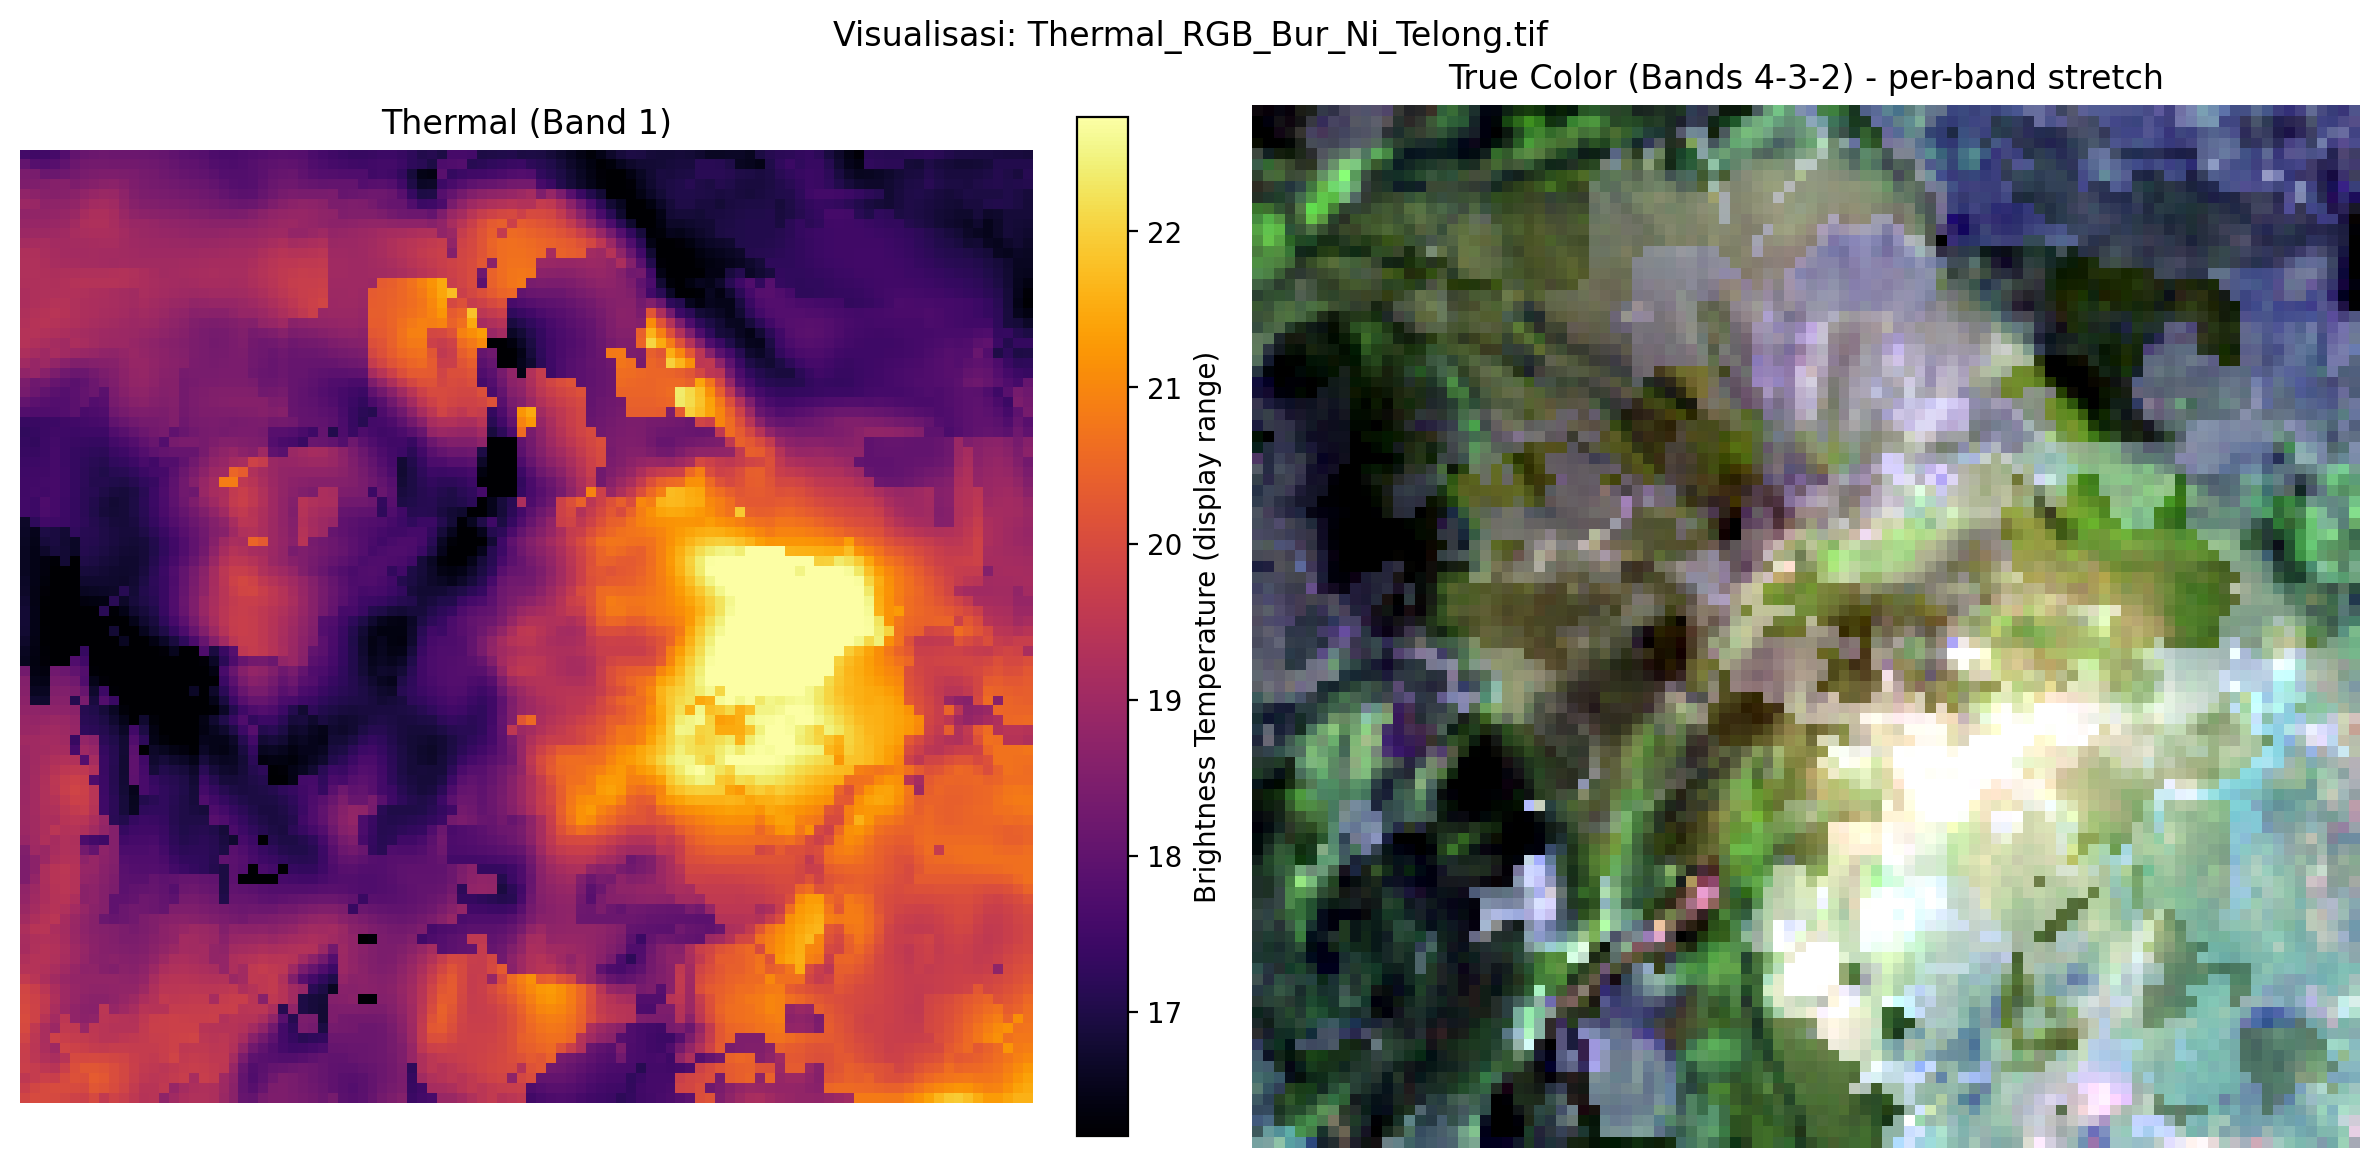 Visualisasi: Thermal_RGB_Bur_Ni_Telong.tif
Thermal (Band 1)
True Color (Bands 4-3-2) - per-band stretch
22
21
20
19
18
17
Brightness Temperature (display range)